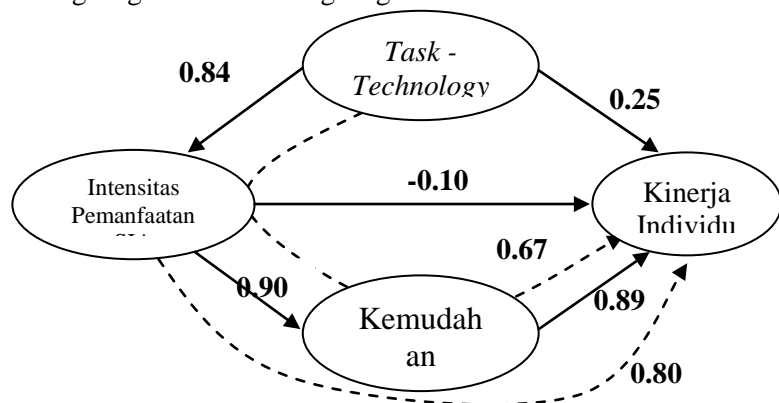 Task -
Technology
0.84
0.25
Intensitas
Pemanfaatan
-0.10
Kinerja
Individu
0.67
0.90
Kemudah
an
0.89
0.80